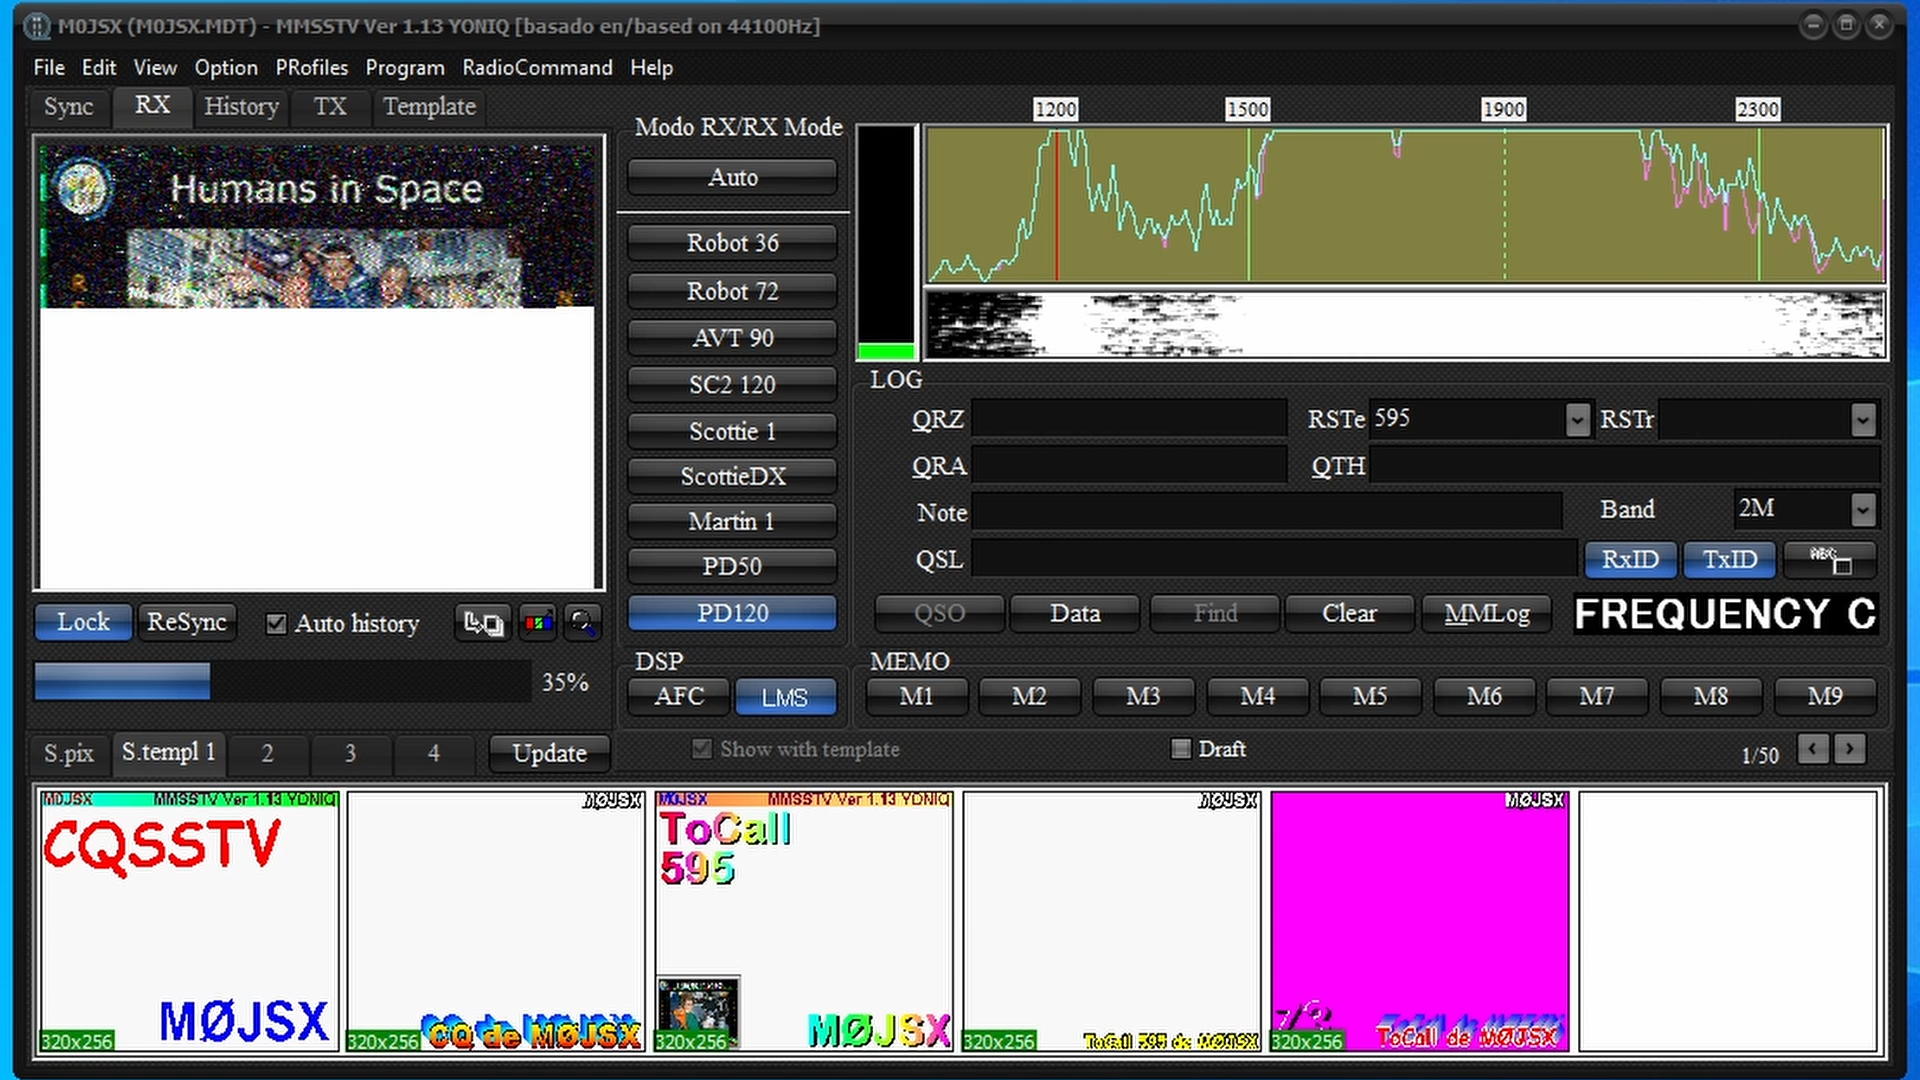 M0JSX (M0JSX.MDT) - MMSSTV Ver 1.13 YONIQ [basado en/based on 44100Hz]
File Edit View Option PRofiles Program RadioCommand Help
Sync RX History TX Template
Humans in Space
Modo RX/RX Mode
Auto
Robot 36
Robot 72
AVT 90
SC2 120
Scottie 1
ScottieDX
Martin 1
PD50
PD120
1200 1500 1900 2300
LOG
QRZ RSTe 595 RSTr
QRA QTH
Note Band 2M
QSL RxID TxID
QSO Data Find Clear MMLog FREQUENCY C
Lock ReSync Auto history
35%
DSP
AFC LMS
MEMO
M1 M2 M3 M4 M5 M6 M7 M8 M9
S.pix S.templ 1 2 3 4 Update Show with template Draft 1/50
M0JSX MMSSTV Ver 1.13 YONIQ
CQSSTV
MØJSX
320x256
MØJSX
CQ de MØJSX
320x256
MØJSX MMSSTV Ver 1.13 YONIQ
ToCall
595
MØJSX
320x256
MØJSX
ToCall 595 de MØJSX
320x256
MØJSX
ToCall de MØJSX
320x256